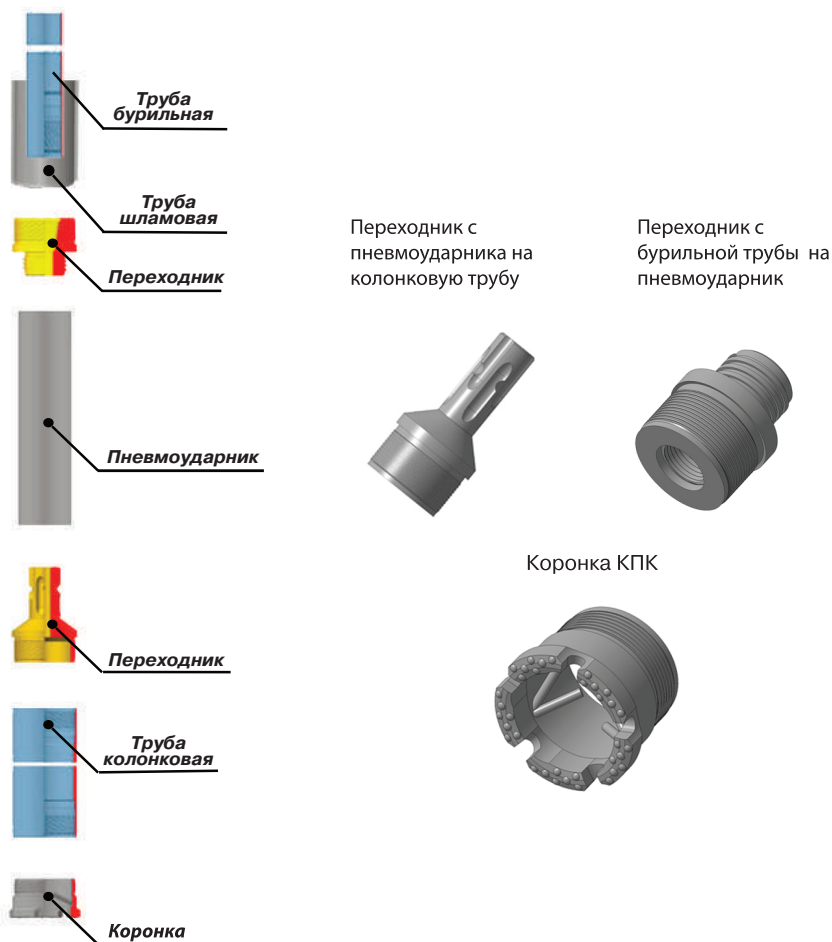 Труба
бурильная
Труба
шламовая
Переходник
Пневмоударник
Переходник
Труба
колонковая
Коронка
Переходник с
пневмоударника на
колонковую трубу
Переходник с
бурильной трубы на
пневмоударник
Коронка КПК